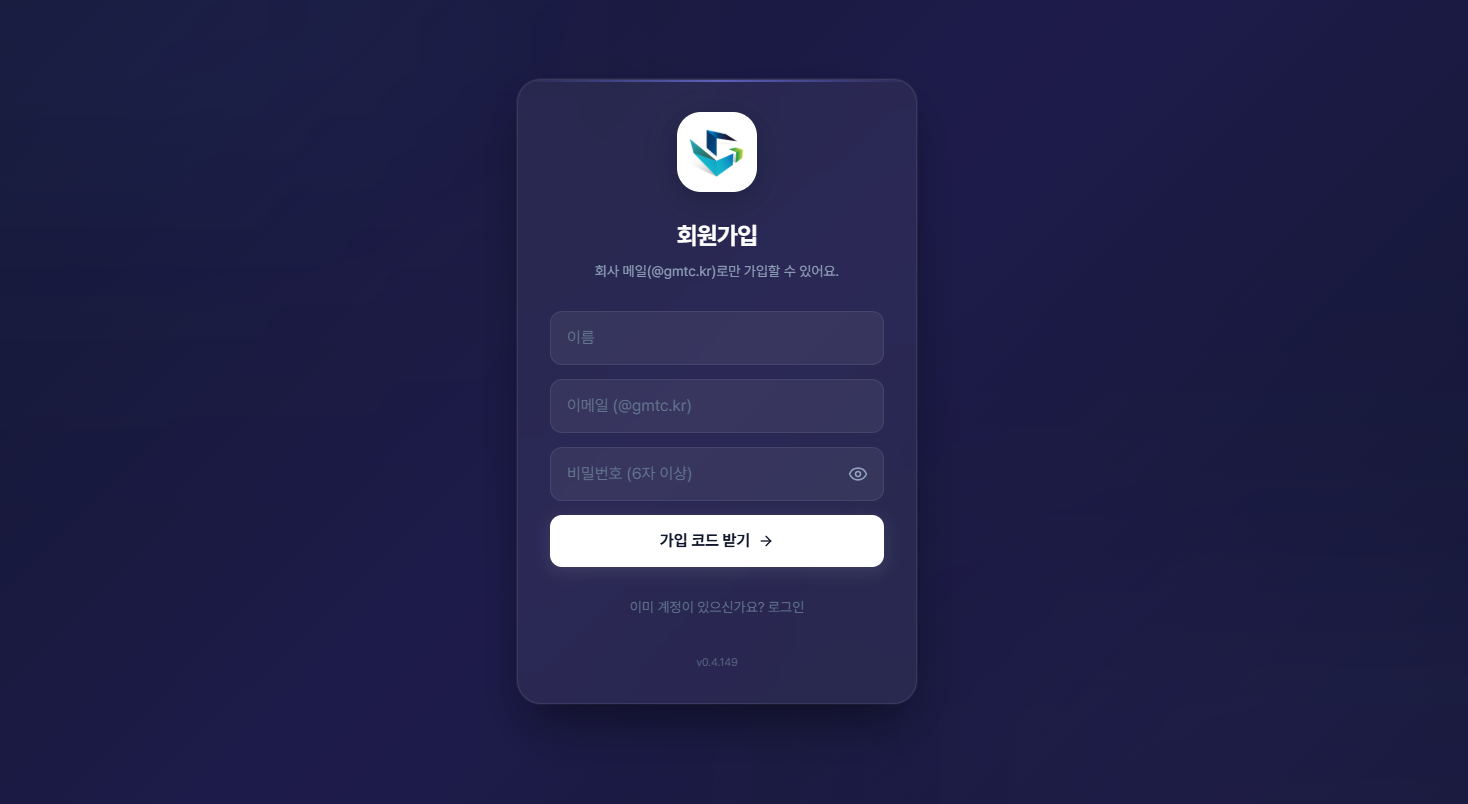 회원가입
회사 메일(@gmtc.kr)로만 가입할 수 있어요.
이름
이메일 (@gmtc.kr)
비밀번호 (6자 이상)
가입 코드 받기 →
이미 계정이 있으신가요? 로그인
v0.4.149